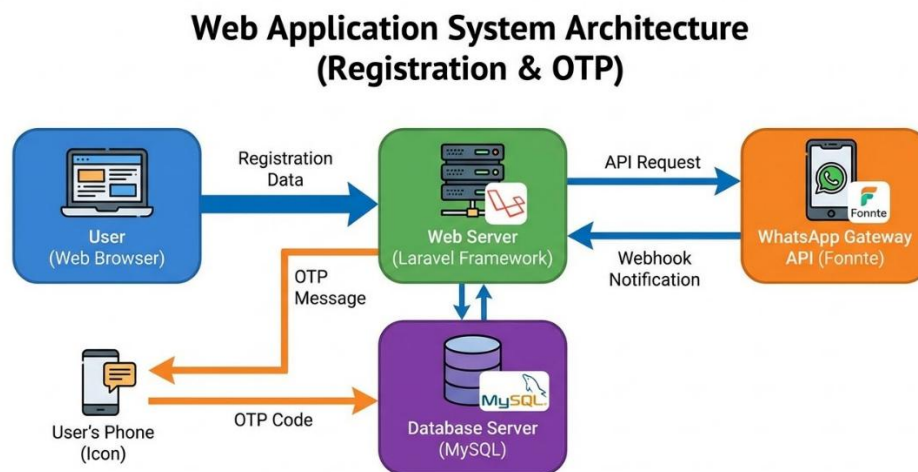 Web Application System Architecture
(Registration & OTP)
Registration
Data
API Request
Fonnte
User
(Web Browser)
Web Server
(Laravel Framework)
WhatsApp Gateway
API (Fonnte)
Webhook
Notification
OTP
Message
MySQL
OTP Code
User's Phone
(Icon)
Database Server
(MySQL)